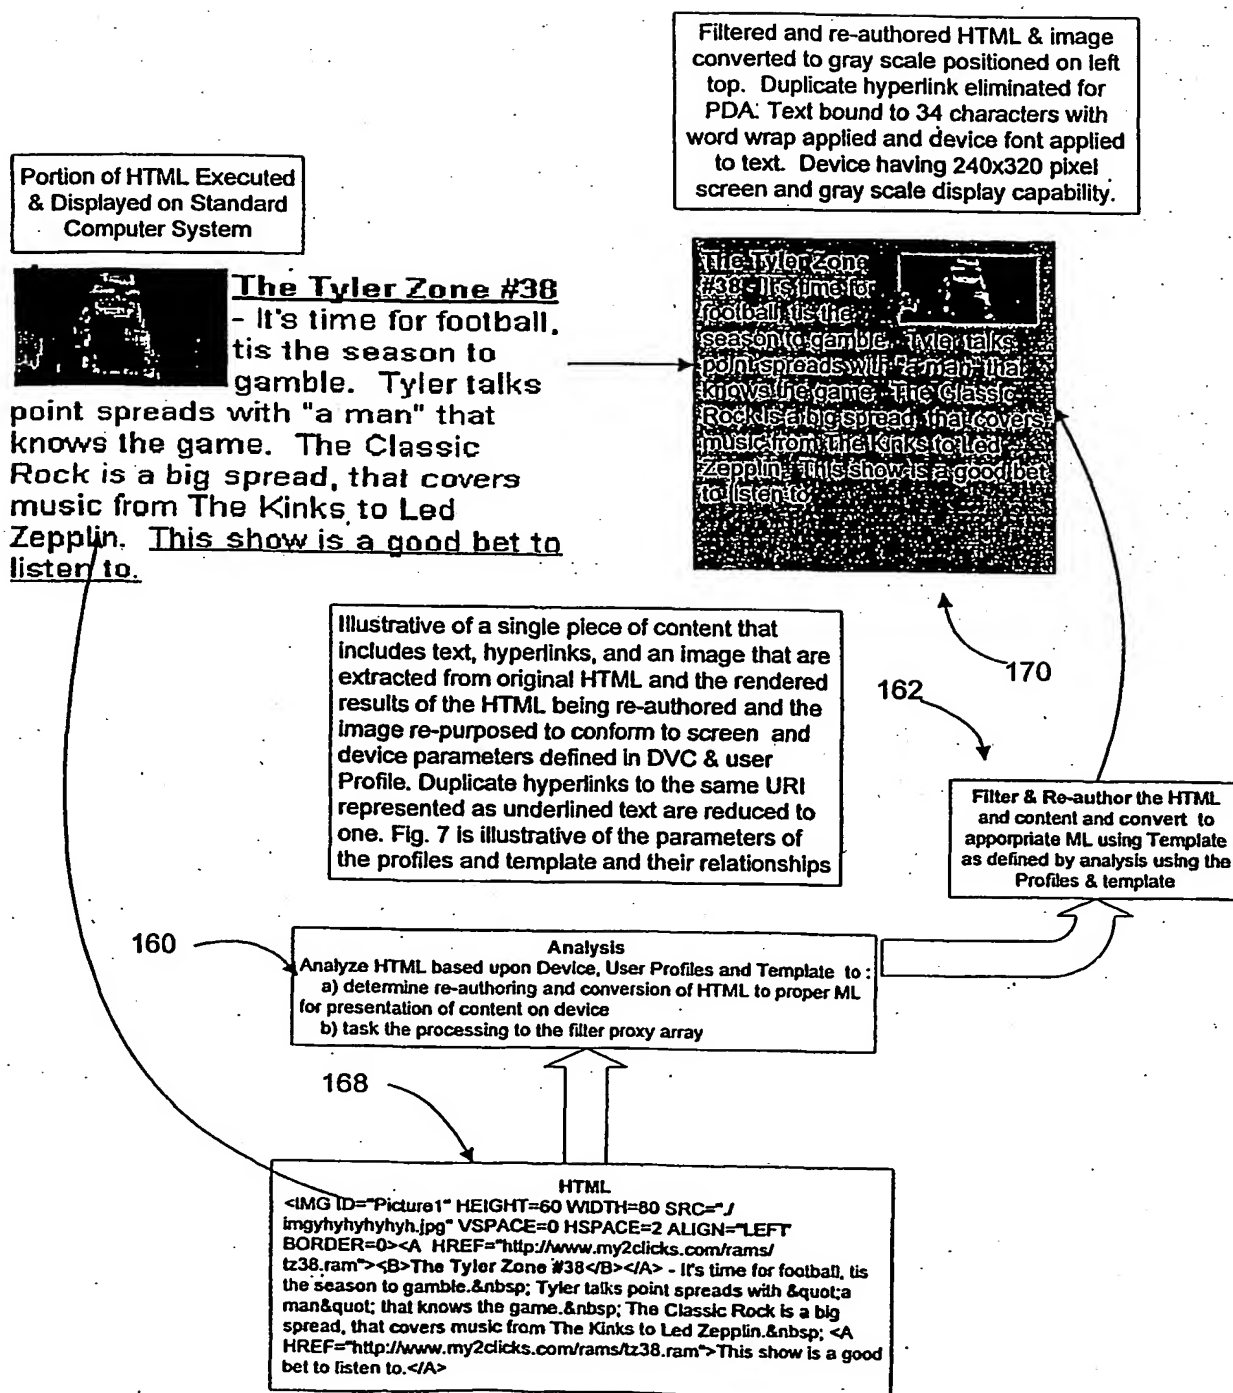 Filtered and re-authored HTML & image
converted to gray scale positioned on left
top. Duplicate hyperlink eliminated for
PDA. Text bound to 34 characters with
word wrap applied and device font applied
to text. Device having 240x320 pixel
screen and gray scale display capability.
Portion of HTML Executed
& Displayed on Standard
Computer System
The Tyler Zone #38
- It's time for football,
tis the season to
gamble. Tyler talks
point spreads with "a man" that
knows the game. The Classic
Rock is a big spread, that covers
music from The Kinks to Led
Zepplin. This show is a good bet to
listen to.
The Tyler Zone
#38 - It's time for
football, tis the
season to gamble. Tyler talks
point spreads with "a man" that
knows the game. The Classic
Rock is a big spread, that covers
music from The Kinks to Led
Zepplin. This show is a good bet
to listen to.
170
162
Illustrative of a single piece of content that
includes text, hyperlinks, and an image that are
extracted from original HTML and the rendered
results of the HTML being re-authored and the
image re-purposed to conform to screen and
device parameters defined in DVC & user
Profile. Duplicate hyperlinks to the same URI
represented as underlined text are reduced to
one. Fig. 7 is illustrative of the parameters of
the profiles and template and their relationships
Filter & Re-author the HTML
and content and convert to
apporpriate ML using Template
as defined by analysis using the
Profiles & template
160
Analysis
Analyze HTML based upon Device, User Profiles and Template to :
a) determine re-authoring and conversion of HTML to proper ML
for presentation of content on device
b) task the processing to the filter proxy array
168
HTML
<IMG ID="Picture1" HEIGHT=60 WIDTH=80 SRC="./
imgyhyhyhyhyh.jpg" VSPACE=0 HSPACE=2 ALIGN="LEFT"
BORDER=0><A HREF="http://www.my2clicks.com/rams/
tz38.ram"><B>The Tyler Zone #38</B></A> - It's time for football, tis
the season to gamble.&nbsp; Tyler talks point spreads with &quot;a
man&quot; that knows the game.&nbsp; The Classic Rock is a big
spread, that covers music from The Kinks to Led Zepplin.&nbsp; <A
HREF="http://www.my2clicks.com/rams/tz38.ram">This show is a good
bet to listen to.</A>